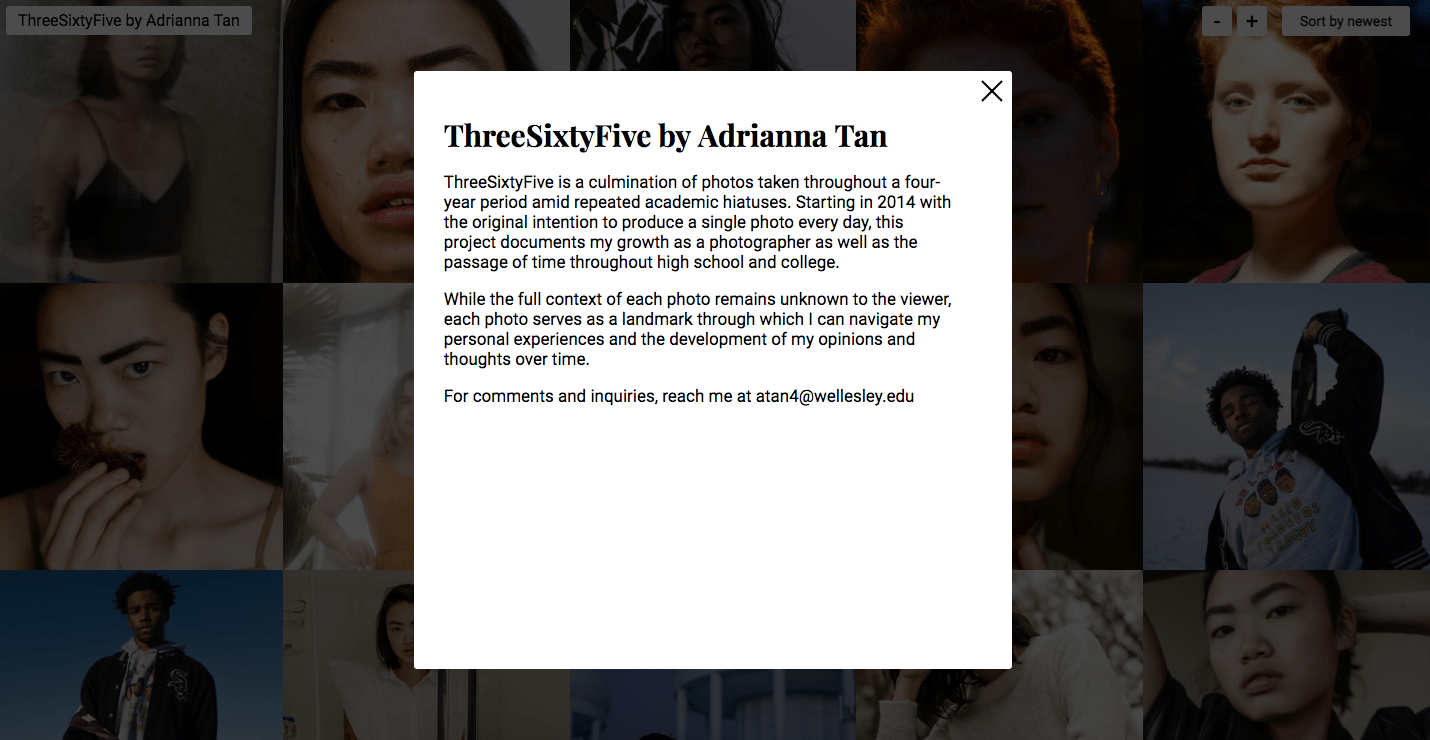 ThreeSixtyFive by Adrianna Tan
-
+
Sort by newest
ThreeSixtyFive by Adrianna Tan
ThreeSixtyFive is a culmination of photos taken throughout a four-
year period amid repeated academic hiatuses. Starting in 2014 with
the original intention to produce a single photo every day, this
project documents my growth as a photographer as well as the
passage of time throughout high school and college.
While the full context of each photo remains unknown to the viewer,
each photo serves as a landmark through which I can navigate my
personal experiences and the development of my opinions and
thoughts over time.
For comments and inquiries, reach me at atan4@wellesley.edu